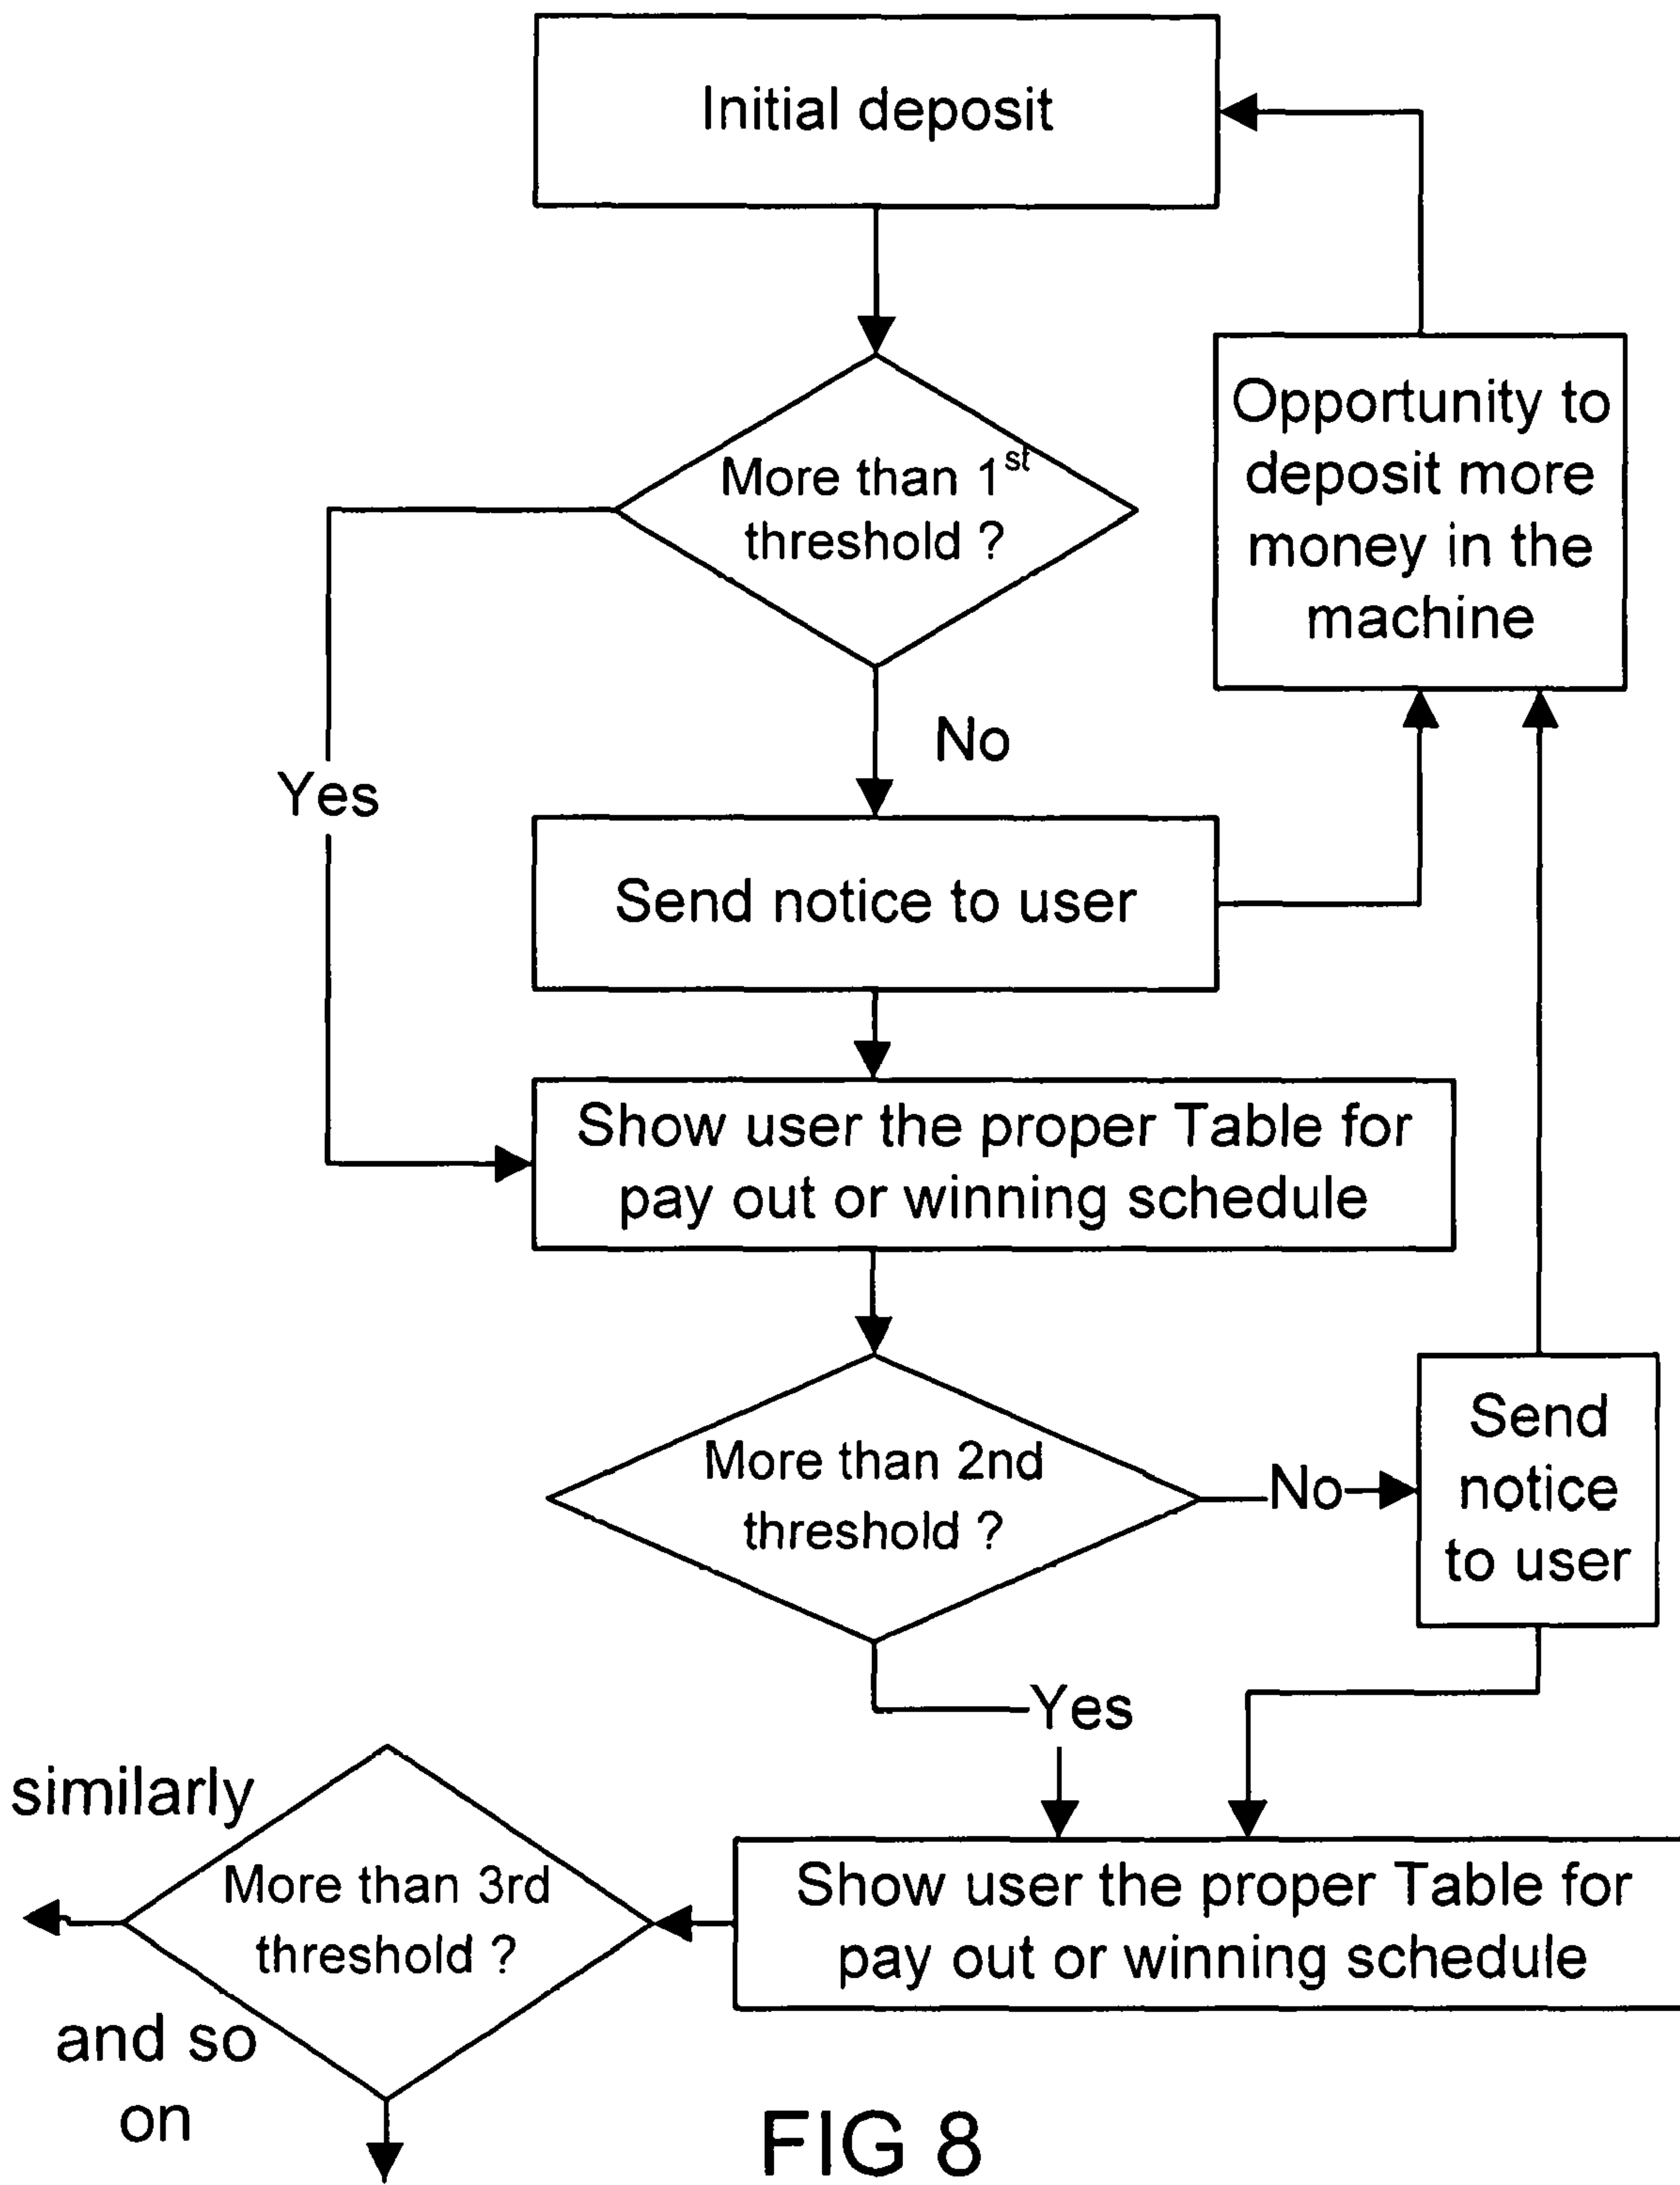 Initial deposit
Opportunity to
deposit more
money in the
machine
More than 1st
threshold ?
No
Yes
Send notice to user
Show user the proper Table for
pay out or winning schedule
More than 2nd
threshold ?
No
Send
notice
to user
Yes
similarly
More than 3rd
threshold ?
Show user the proper Table for
pay out or winning schedule
and so
on
FIG 8